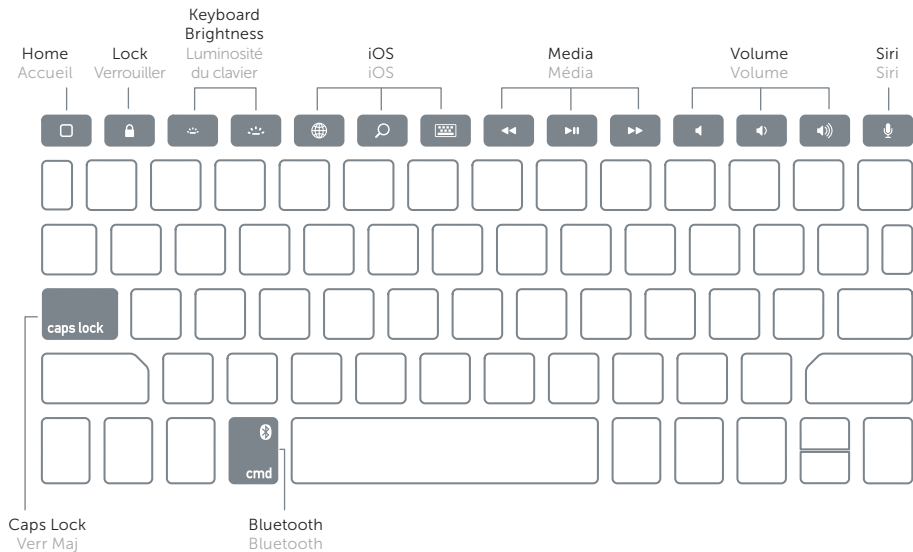 Keyboard
Brightness
Home
Lock
Luminosité
iOS
Media
Volume
Siri
Accueil
Verrouiller
du clavier
iOS
Média
Volume
Siri
caps lock
cmd
Caps Lock
Bluetooth
Verr Maj
Bluetooth